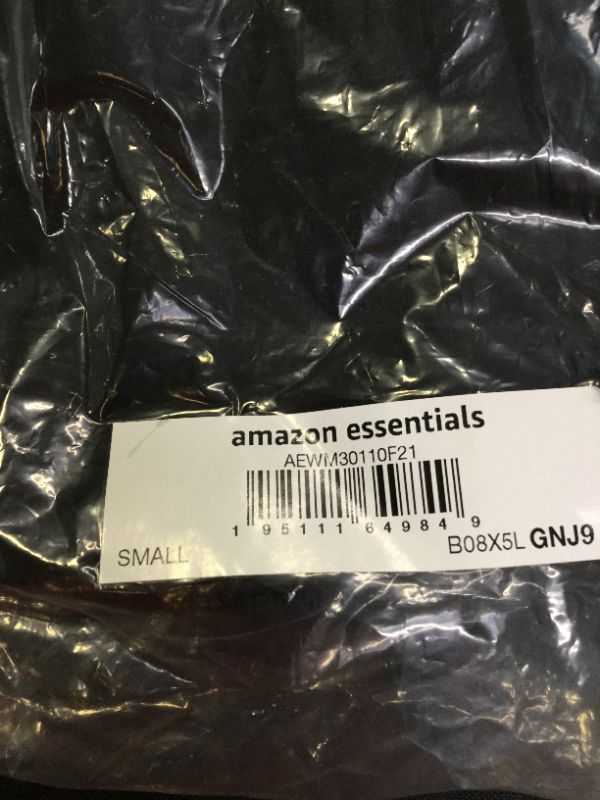 amazon essentials
AEWM30110F21
1 95111 64984 9
SMALL
B08X5L GNJ9